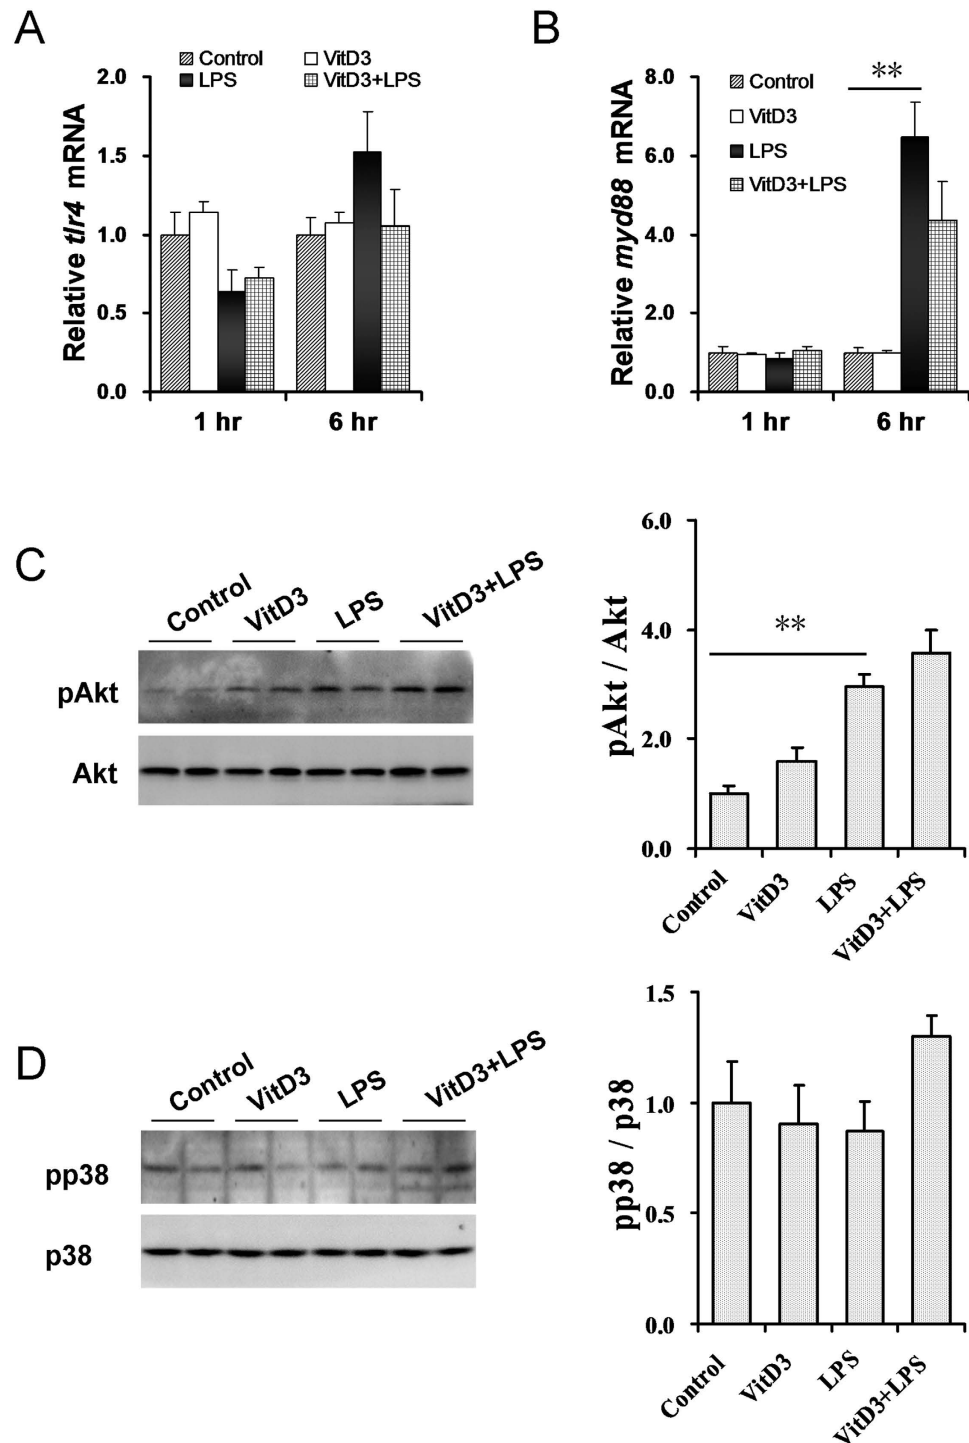 A
Control VitD3
LPS VitD3+LPS
Relative tlr4 mRNA
2.0
1.5
1.0
0.5
0.0
1 hr 6 hr
B
Control
VitD3
LPS
VitD3+LPS
**
Relative myd88 mRNA
8.0
6.0
4.0
2.0
0.0
1 hr 6 hr
C
Control VitD3 LPS VitD3+LPS
pAkt
Akt
pAkt / Akt
6.0
4.0
2.0
0.0
**
Control VitD3 LPS VitD3+LPS
D
Control VitD3 LPS VitD3+LPS
pp38
p38
pp38 / p38
1.5
1.0
0.5
0.0
Control VitD3 LPS VitD3+LPS